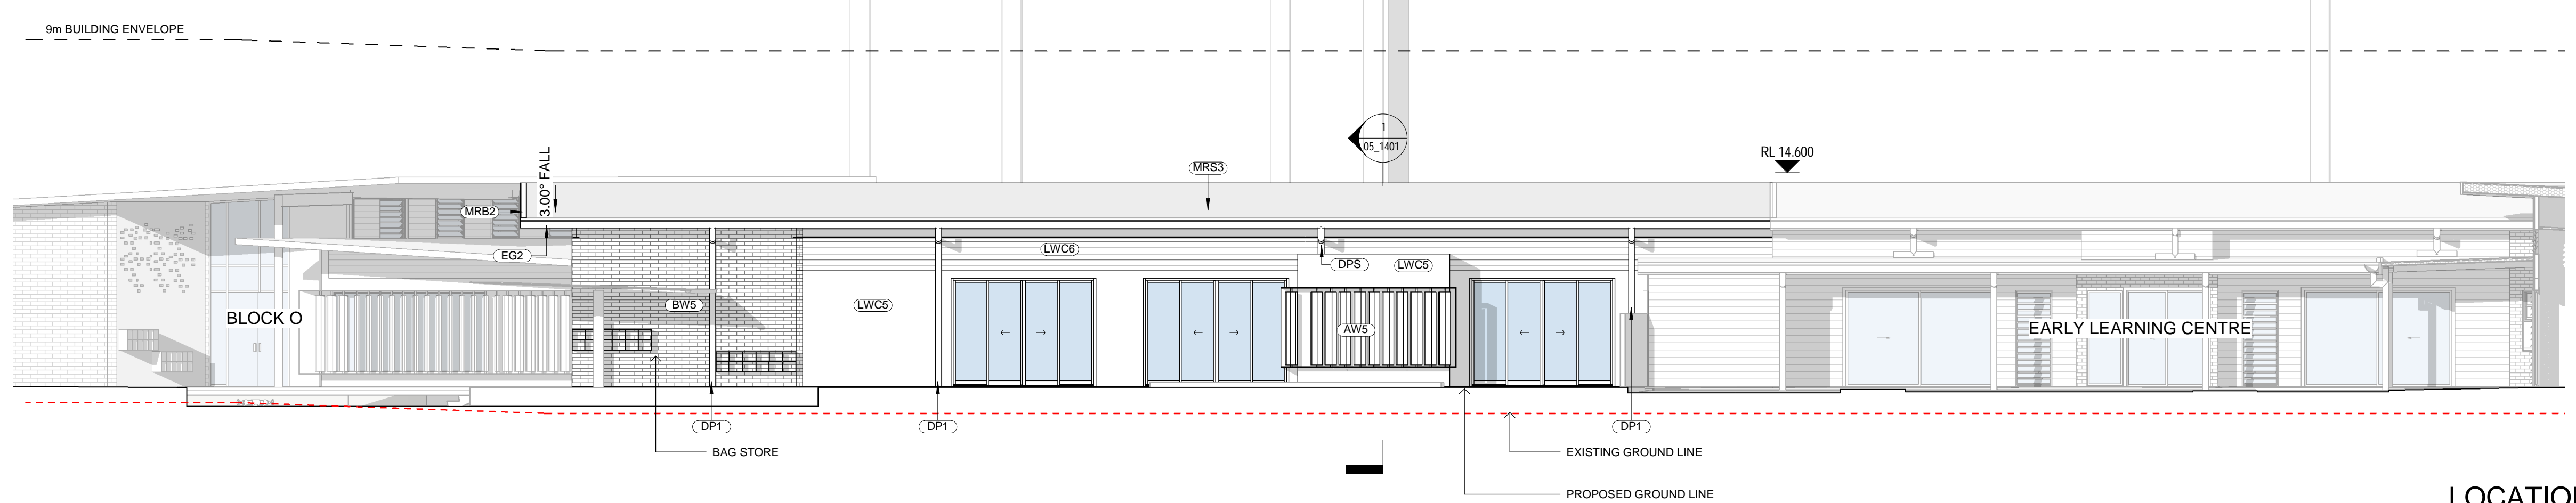 9m BUILDING ENVELOPE
1
05_1401
RL 14.600
3.00° FALL
MRS3
MRB2
EG2
LWC6
DPS
LWC5
BW5
LWC5
AW5
BLOCK O
EARLY LEARNING CENTRE
DP1
DP1
DP1
BAG STORE
EXISTING GROUND LINE
PROPOSED GROUND LINE
LOCATIO